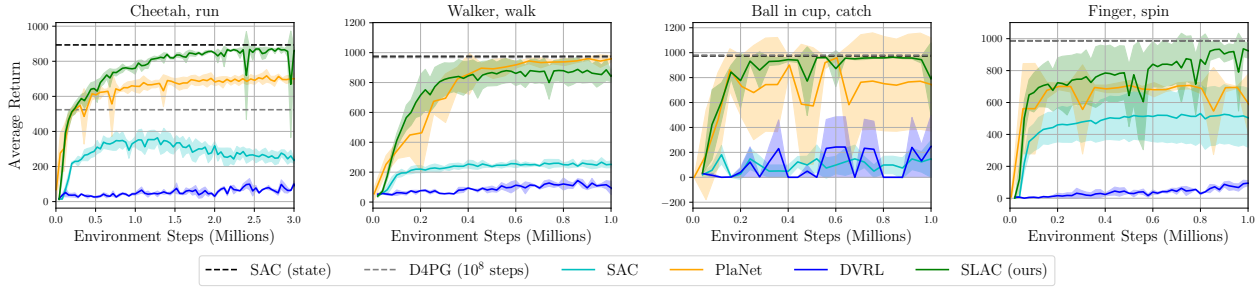 Cheetah, run
Average Return
1000
800
600
400
200
0
0.0 0.5 1.0 1.5 2.0 2.5 3.0
Environment Steps (Millions)
Walker, walk
1200
1000
800
600
400
200
0
0.0 0.2 0.4 0.6 0.8 1.0
Environment Steps (Millions)
Ball in cup, catch
1200
1000
800
600
400
200
0
−200
0.0 0.2 0.4 0.6 0.8 1.0
Environment Steps (Millions)
Finger, spin
1000
800
600
400
200
0
0.0 0.2 0.4 0.6 0.8 1.0
Environment Steps (Millions)
SAC (state) D4PG (10⁸ steps) SAC PlaNet DVRL SLAC (ours)